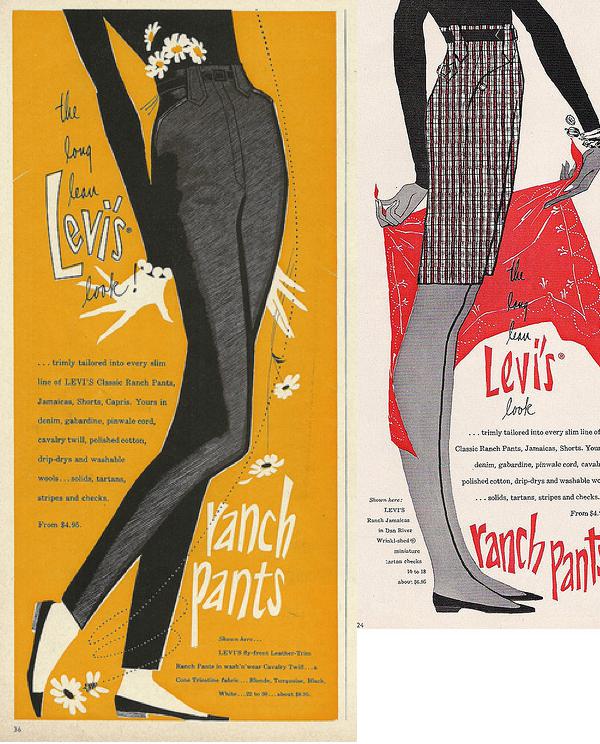 the
long
lean
LEVI'S®
look!
... trimly tailored into every slim
line of LEVI'S Classic Ranch Pants,
Jamaicas, Shorts, Capris. Yours in
denim, gabardine, pinwale cord,
cavalry twill, polished cotton,
drip-drys and washable
wools...solids, tartans,
stripes and checks.
From $4.95.
ranch
pants
Shown here...
LEVI'S fly-front Leather-Trim
Ranch Pants in wash'n'wear Cavalry Twill...a
Cone Tricotine fabric... Blonde, Turquoise, Black,
White...22 to 30...about $8.95.
36
the
long
lean
LEVI'S®
look
... trimly tailored into every slim line of
Classic Ranch Pants, Jamaicas, Shorts. Your
denim, gabardine, pinwale cord, caval
polished cotton, drip-drys and washable wo
...solids, tartans, stripes and checks.
From $4.
Shown here:
LEVI'S
Ranch Jamaicas
in Dan River
Wrinkl-shed®
miniature
tartan checks
10 to 18
about $6.95
ranch pants
24